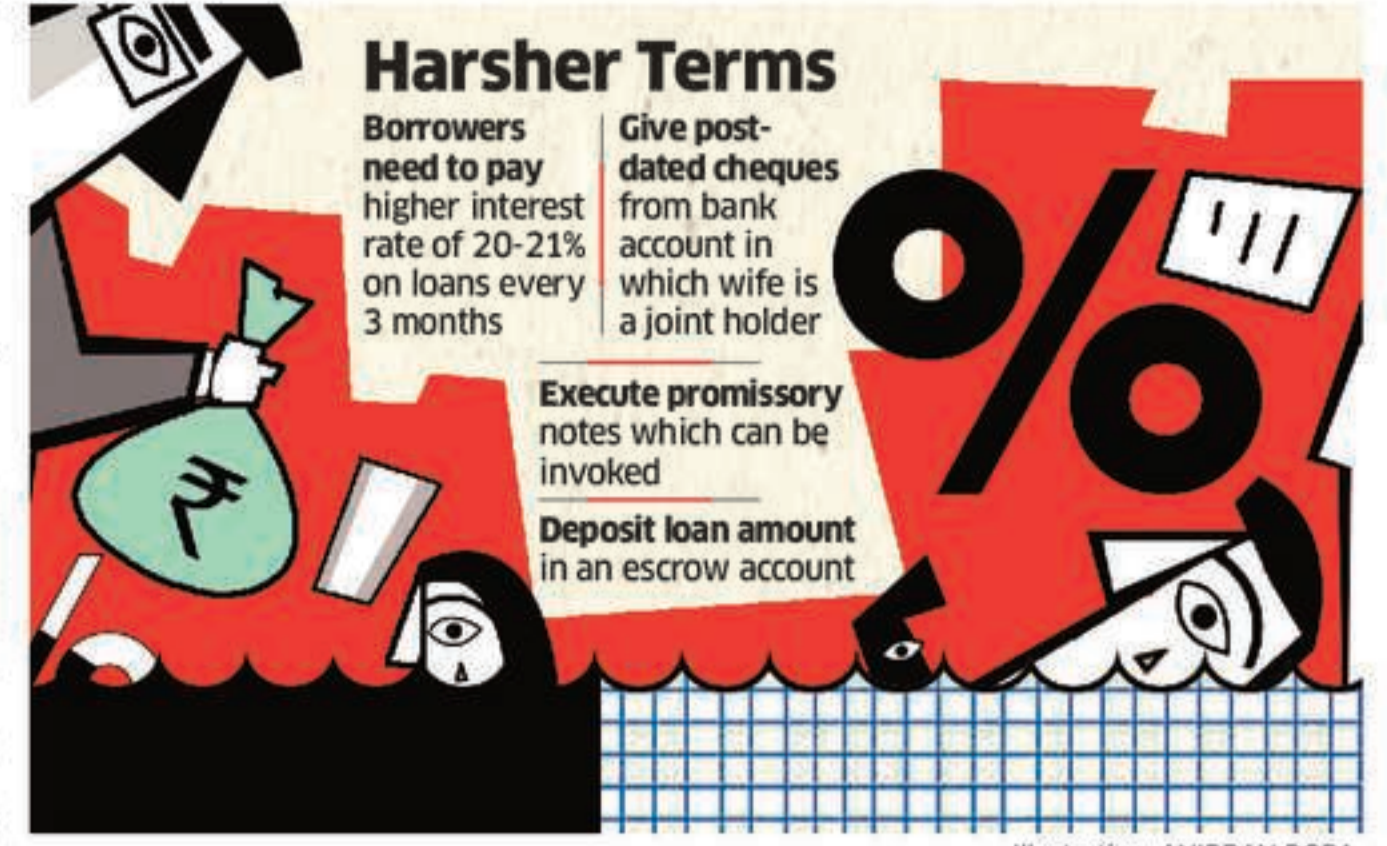 Harsher Terms
Borrowers
need to pay
higher interest
rate of 20-21%
on loans every
3 months
Give post-
dated cheques
from bank
account in
which wife is
a joint holder
Execute promissory
notes which can be
invoked
Deposit loan amount
in an escrow account
%
₹